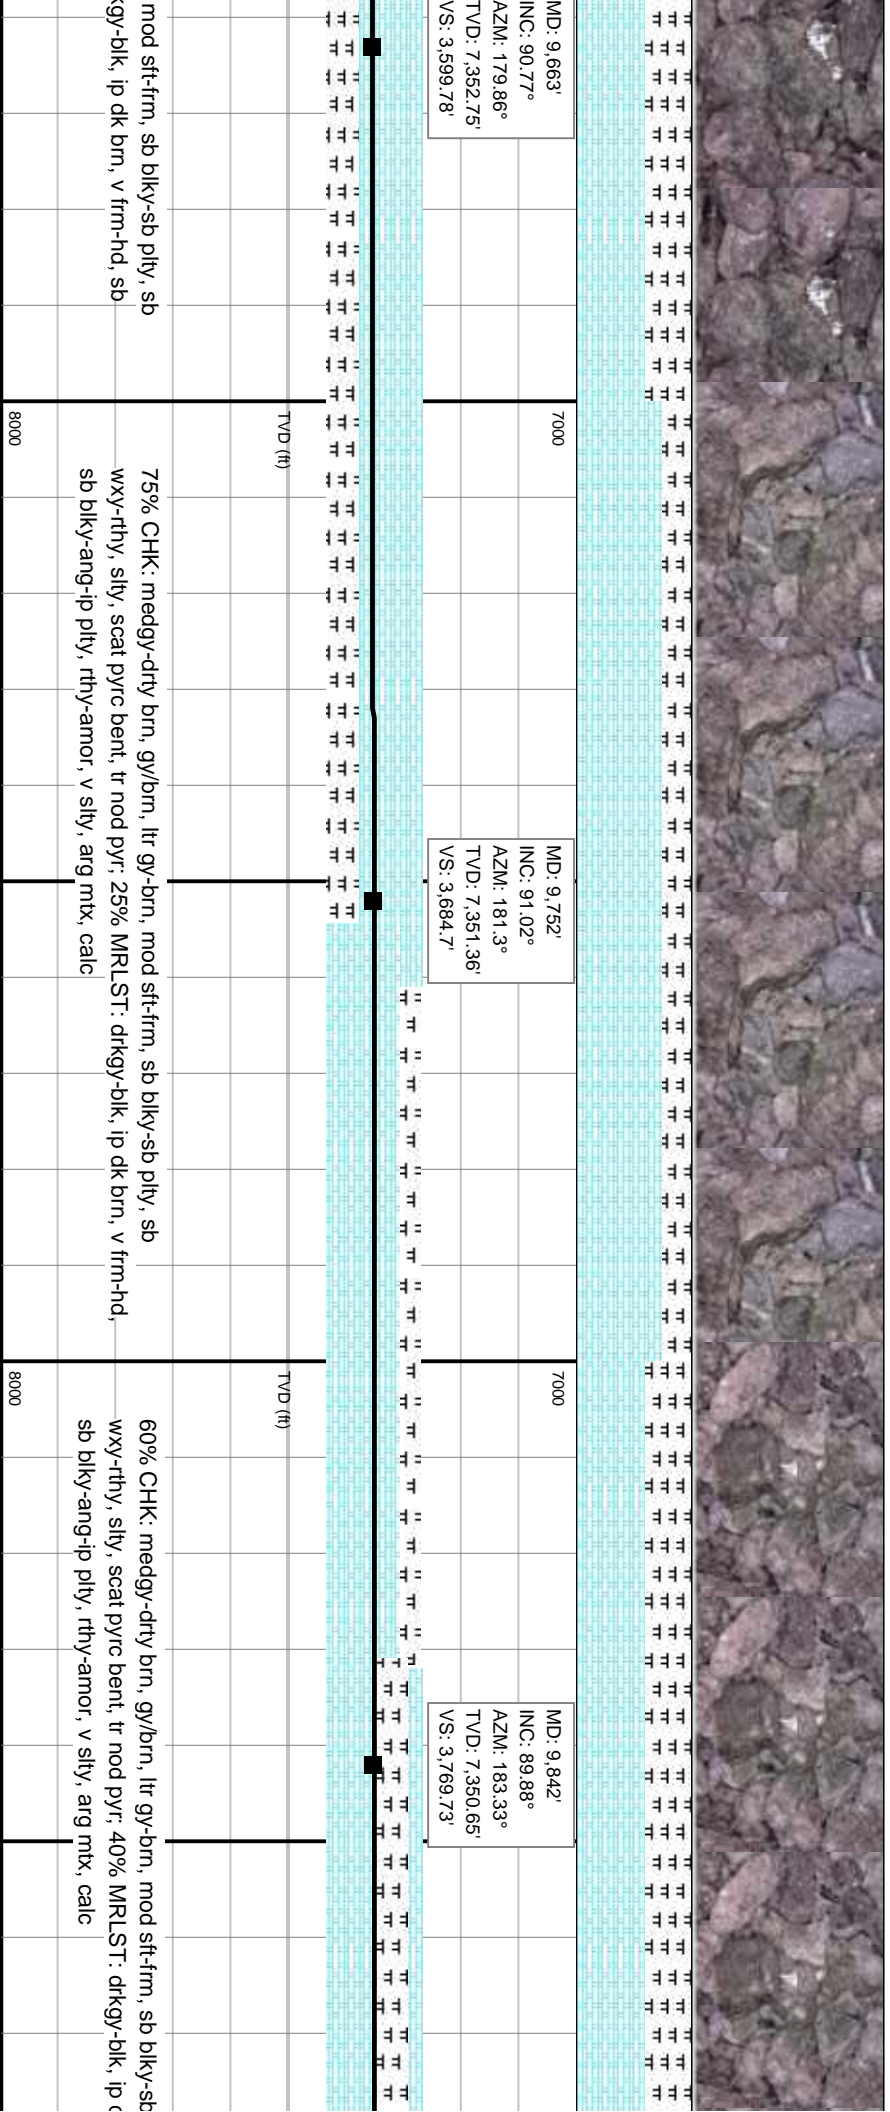 MD: 9,663'
INC: 90.77°
AZM: 179.86°
TVD: 7,352.75'
VS: 3,599.78'
mod sft-frm, sb blky-sb plty, sb
kgy-blk, ip dk brn, v frm-hd, sb
7000
TVD (ft)
8000
75% CHK: medgy-drty brn, gy/brn, ltr gy-brn, mod sft-frm, sb blky-sb plty, sb
wxy-rthy, slty, scat pyrc bent, tr nod pyr; 25% MRLST: drkgy-blk, ip dk brn, v frm-hd,
sb blky-ang-ip plty, rthy-amor, v slty, arg mtx, calc
MD: 9,752'
INC: 91.02°
AZM: 181.3°
TVD: 7,351.36'
VS: 3,684.7'
7000
TVD (ft)
8000
60% CHK: medgy-drty brn, gy/brn, ltr gy-brn, mod sft-frm, sb blky-sb
wxy-rthy, slty, scat pyrc bent, tr nod pyr; 40% MRLST: drkgy-blk, ip
sb blky-ang-ip plty, rthy-amor, v slty, arg mtx, calc
MD: 9,842'
INC: 89.88°
AZM: 183.33°
TVD: 7,350.65'
VS: 3,769.73'